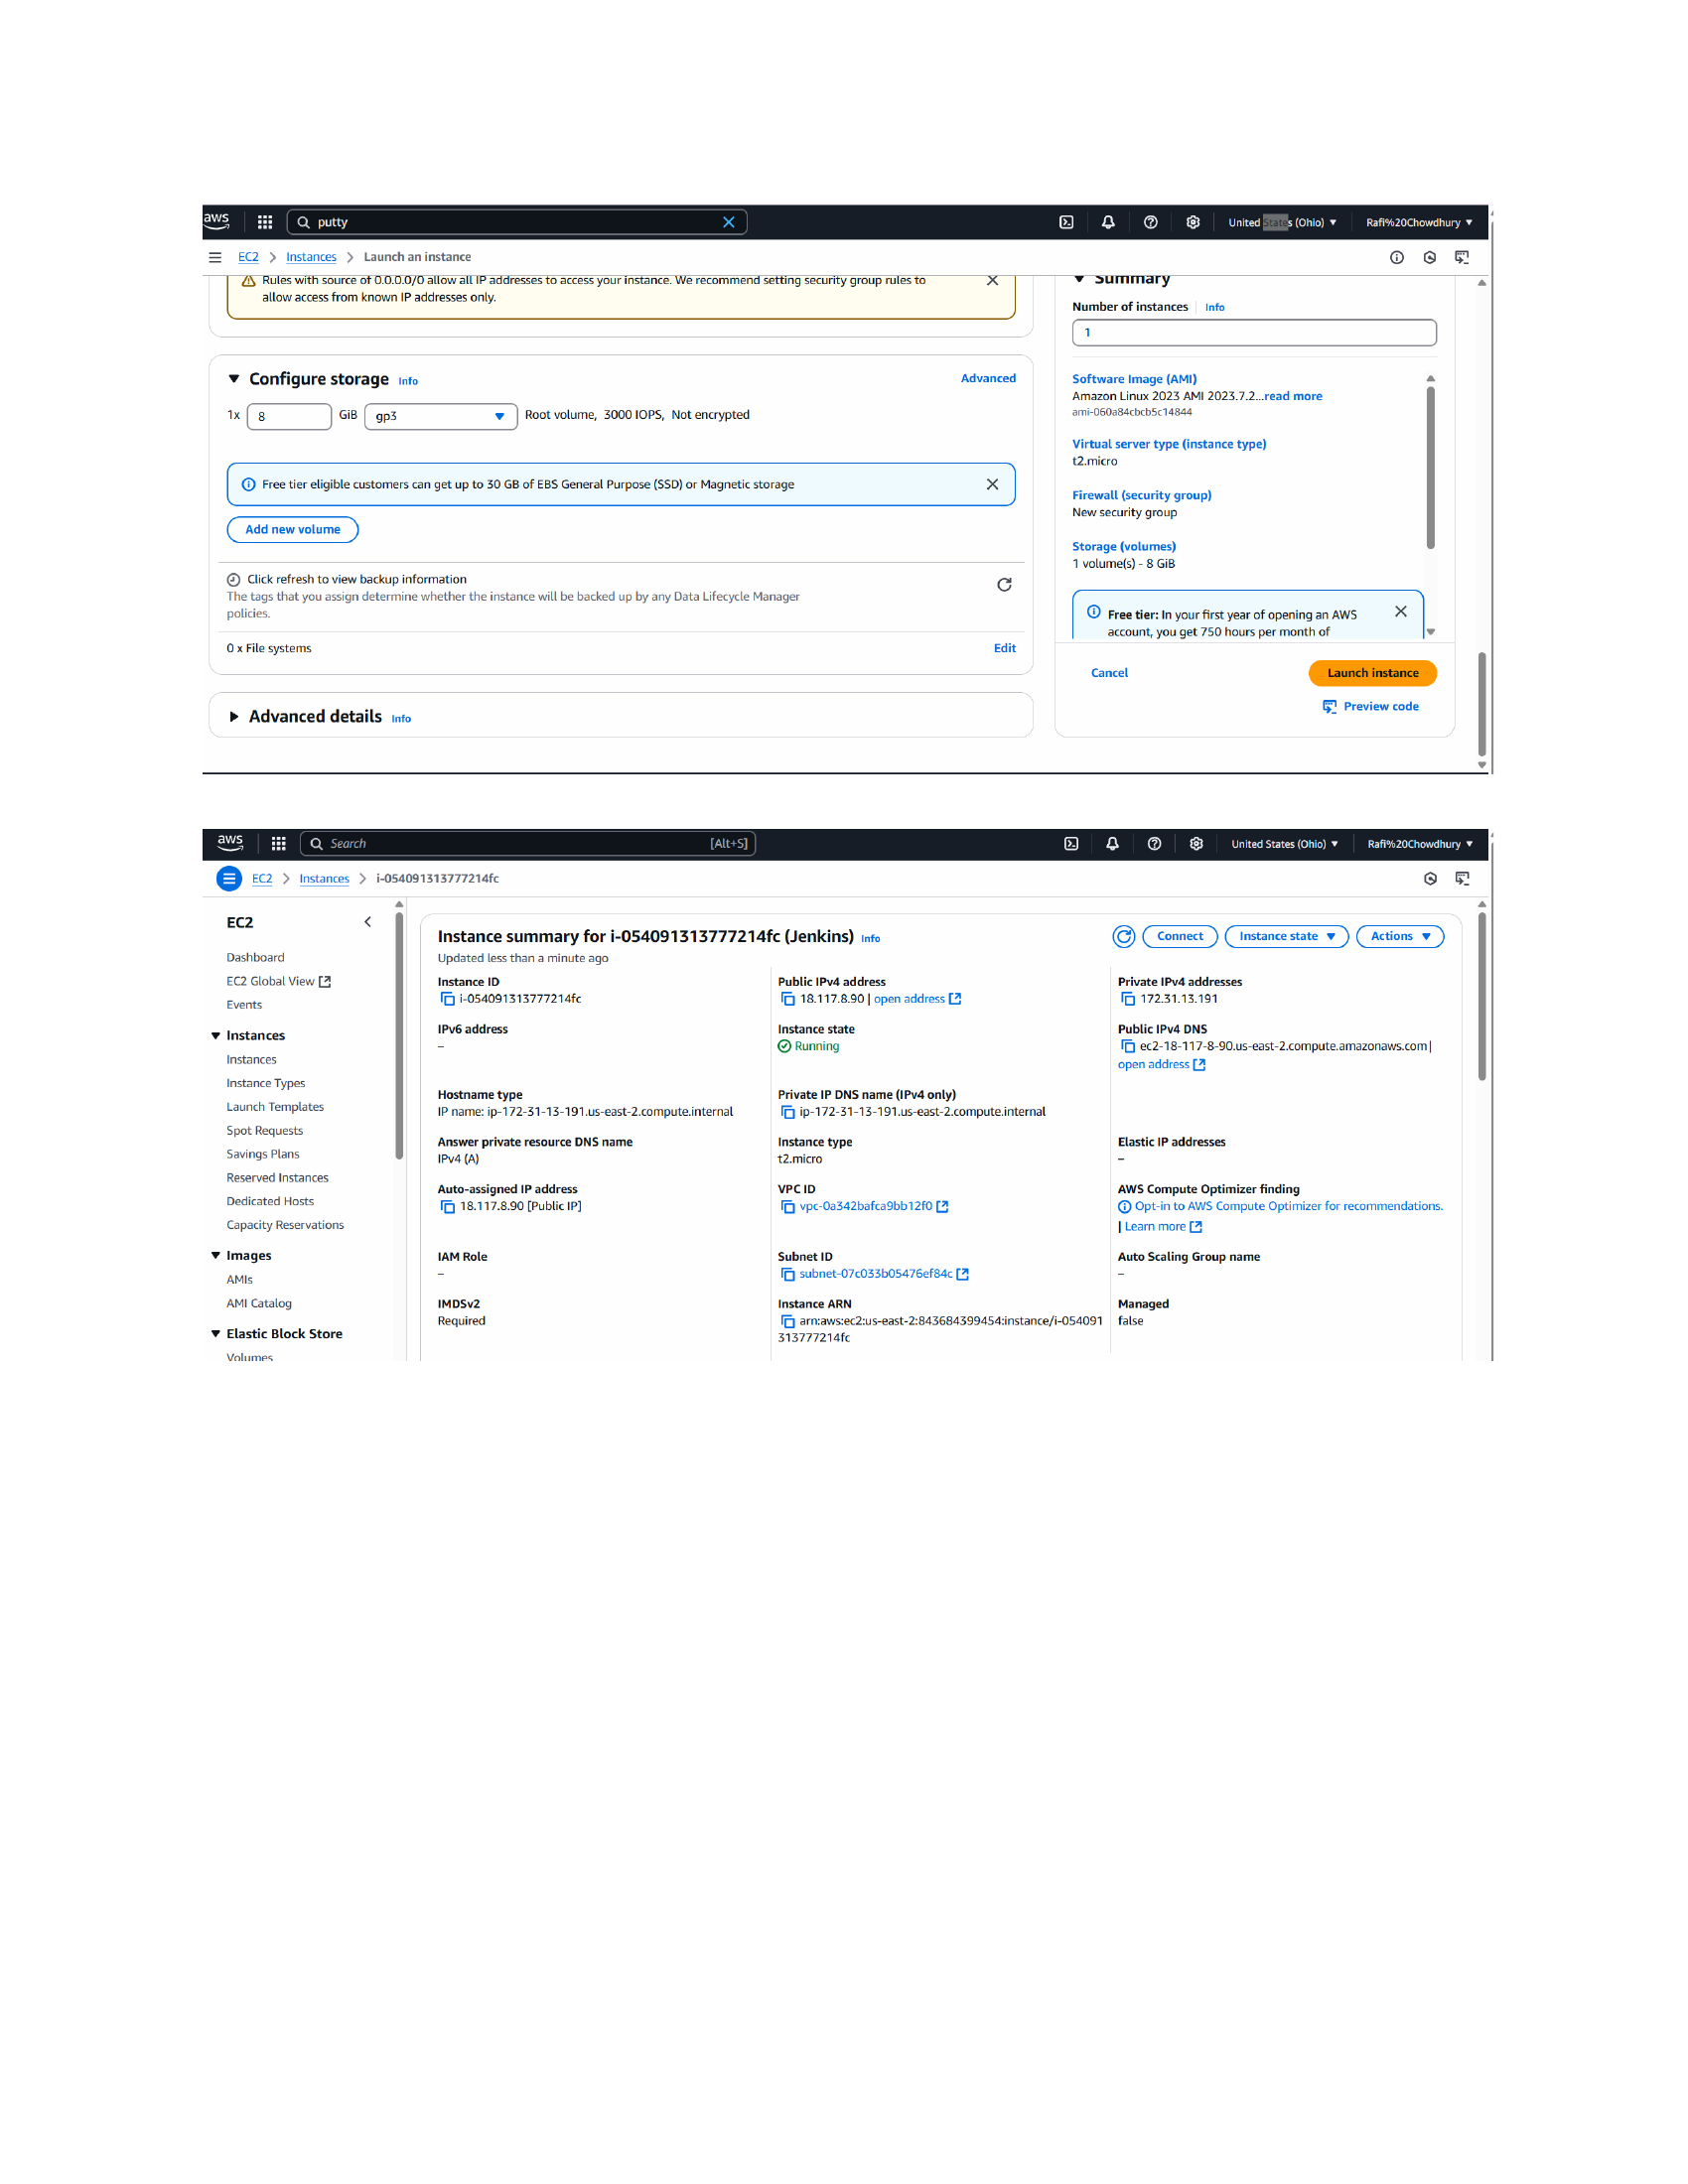 aws
putty
United States (Ohio)
Rafi%20Chowdhury
EC2 > Instances > Launch an instance
Rules with source of 0.0.0.0/0 allow all IP addresses to access your instance. We recommend setting security group rules to
allow access from known IP addresses only.
Configure storage Info
Advanced
1x 8 GiB gp3 Root volume, 3000 IOPS, Not encrypted
Free tier eligible customers can get up to 30 GB of EBS General Purpose (SSD) or Magnetic storage
Add new volume
Click refresh to view backup information
The tags that you assign determine whether the instance will be backed up by any Data Lifecycle Manager
policies.
0 x File systems
Edit
Advanced details Info
Summary
Number of instances Info
1
Software Image (AMI)
Amazon Linux 2023 AMI 2023.7.2...read more
ami-060a84cbcb5c14844
Virtual server type (instance type)
t2.micro
Firewall (security group)
New security group
Storage (volumes)
1 volume(s) - 8 GiB
Free tier: In your first year of opening an AWS
account, you get 750 hours per month of
Cancel
Launch instance
Preview code
aws
Search [Alt+S]
United States (Ohio)
Rafi%20Chowdhury
EC2 > Instances > i-054091313777214fc
EC2
Dashboard
EC2 Global View
Events
Instances
Instances
Instance Types
Launch Templates
Spot Requests
Savings Plans
Reserved Instances
Dedicated Hosts
Capacity Reservations
Images
AMIs
AMI Catalog
Elastic Block Store
Volumes
Instance summary for i-054091313777214fc (Jenkins) Info
Updated less than a minute ago
Connect
Instance state
Actions
Instance ID
i-054091313777214fc
Public IPv4 address
18.117.8.90 | open address
Private IPv4 addresses
172.31.13.191
IPv6 address
–
Instance state
Running
Public IPv4 DNS
ec2-18-117-8-90.us-east-2.compute.amazonaws.com |
open address
Hostname type
IP name: ip-172-31-13-191.us-east-2.compute.internal
Private IP DNS name (IPv4 only)
ip-172-31-13-191.us-east-2.compute.internal
Answer private resource DNS name
IPv4 (A)
Instance type
t2.micro
Elastic IP addresses
–
Auto-assigned IP address
18.117.8.90 [Public IP]
VPC ID
vpc-0a342bafca9bb12f0
AWS Compute Optimizer finding
Opt-in to AWS Compute Optimizer for recommendations.
| Learn more
IAM Role
–
Subnet ID
subnet-07c033b05476ef84c
Auto Scaling Group name
–
IMDSv2
Required
Instance ARN
arn:aws:ec2:us-east-2:843684399454:instance/i-054091
313777214fc
Managed
false